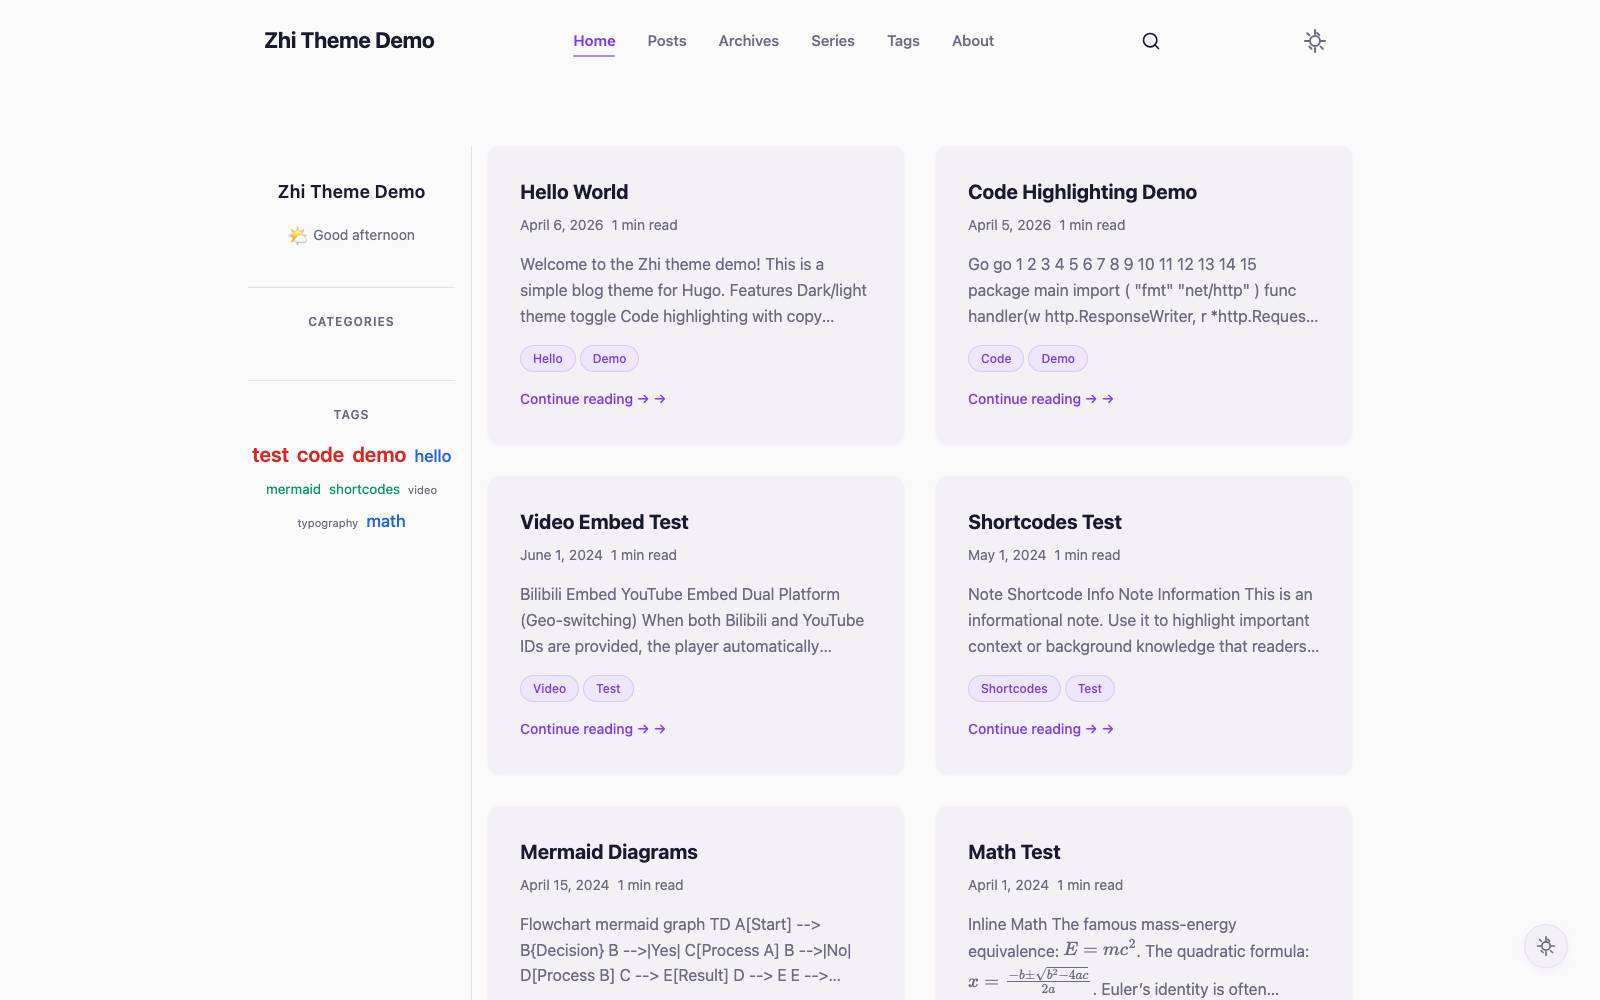 Zhi Theme Demo
Home Posts Archives Series Tags About
Zhi Theme Demo
🌤️ Good afternoon
CATEGORIES
TAGS
test code demo hello
mermaid shortcodes video
typography math
Hello World
April 6, 2026 1 min read
Welcome to the Zhi theme demo! This is a
simple blog theme for Hugo. Features Dark/light
theme toggle Code highlighting with copy...
Hello Demo
Continue reading → →
Code Highlighting Demo
April 5, 2026 1 min read
Go go 1 2 3 4 5 6 7 8 9 10 11 12 13 14 15
package main import ( "fmt" "net/http" ) func
handler(w http.ResponseWriter, r *http.Reques...
Code Demo
Continue reading → →
Video Embed Test
June 1, 2024 1 min read
Bilibili Embed YouTube Embed Dual Platform
(Geo-switching) When both Bilibili and YouTube
IDs are provided, the player automatically...
Video Test
Continue reading → →
Shortcodes Test
May 1, 2024 1 min read
Note Shortcode Info Note Information This is an
informational note. Use it to highlight important
context or background knowledge that readers...
Shortcodes Test
Continue reading → →
Mermaid Diagrams
April 15, 2024 1 min read
Flowchart mermaid graph TD A[Start] -->
B{Decision} B -->|Yes| C[Process A] B -->|No|
D[Process B] C --> E[Result] D --> E E -->...
Math Test
April 1, 2024 1 min read
Inline Math The famous mass-energy
equivalence: E = mc². The quadratic formula:
x = −b±√b²−4ac / 2a . Euler’s identity is often...